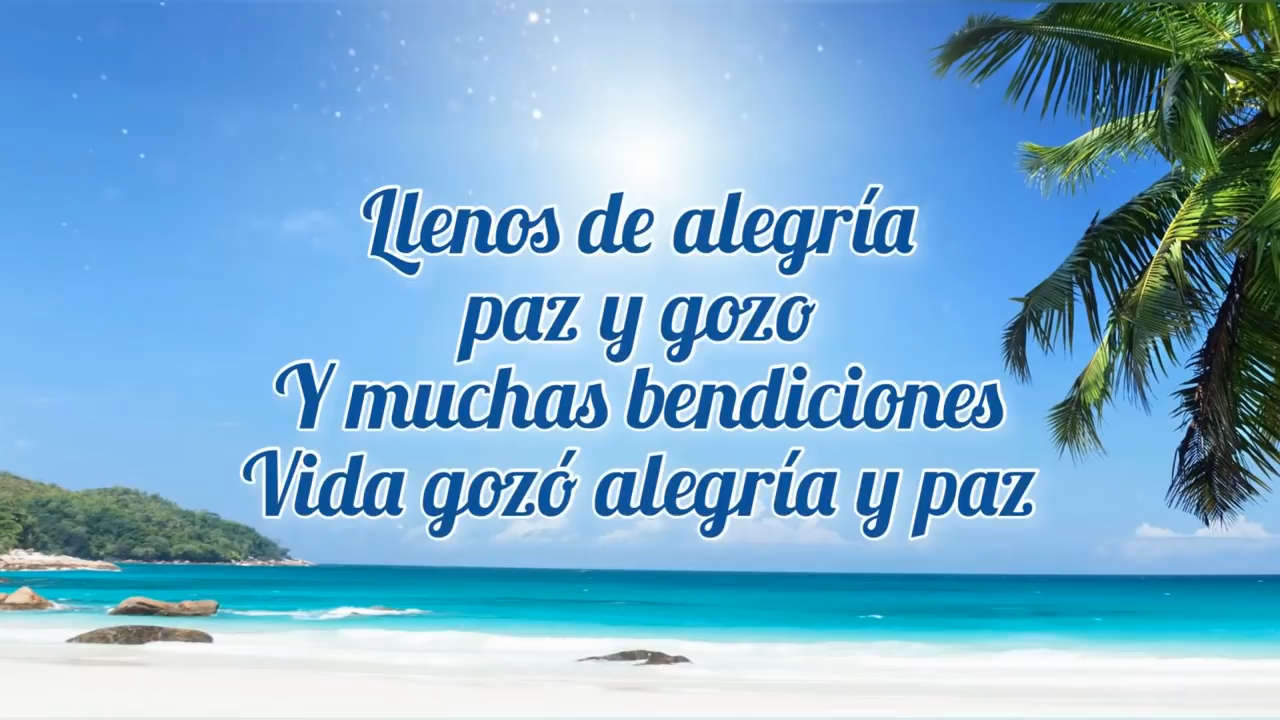 Llenos de alegría
paz y gozo
Y muchas bendiciones
Vida gozó alegría y paz